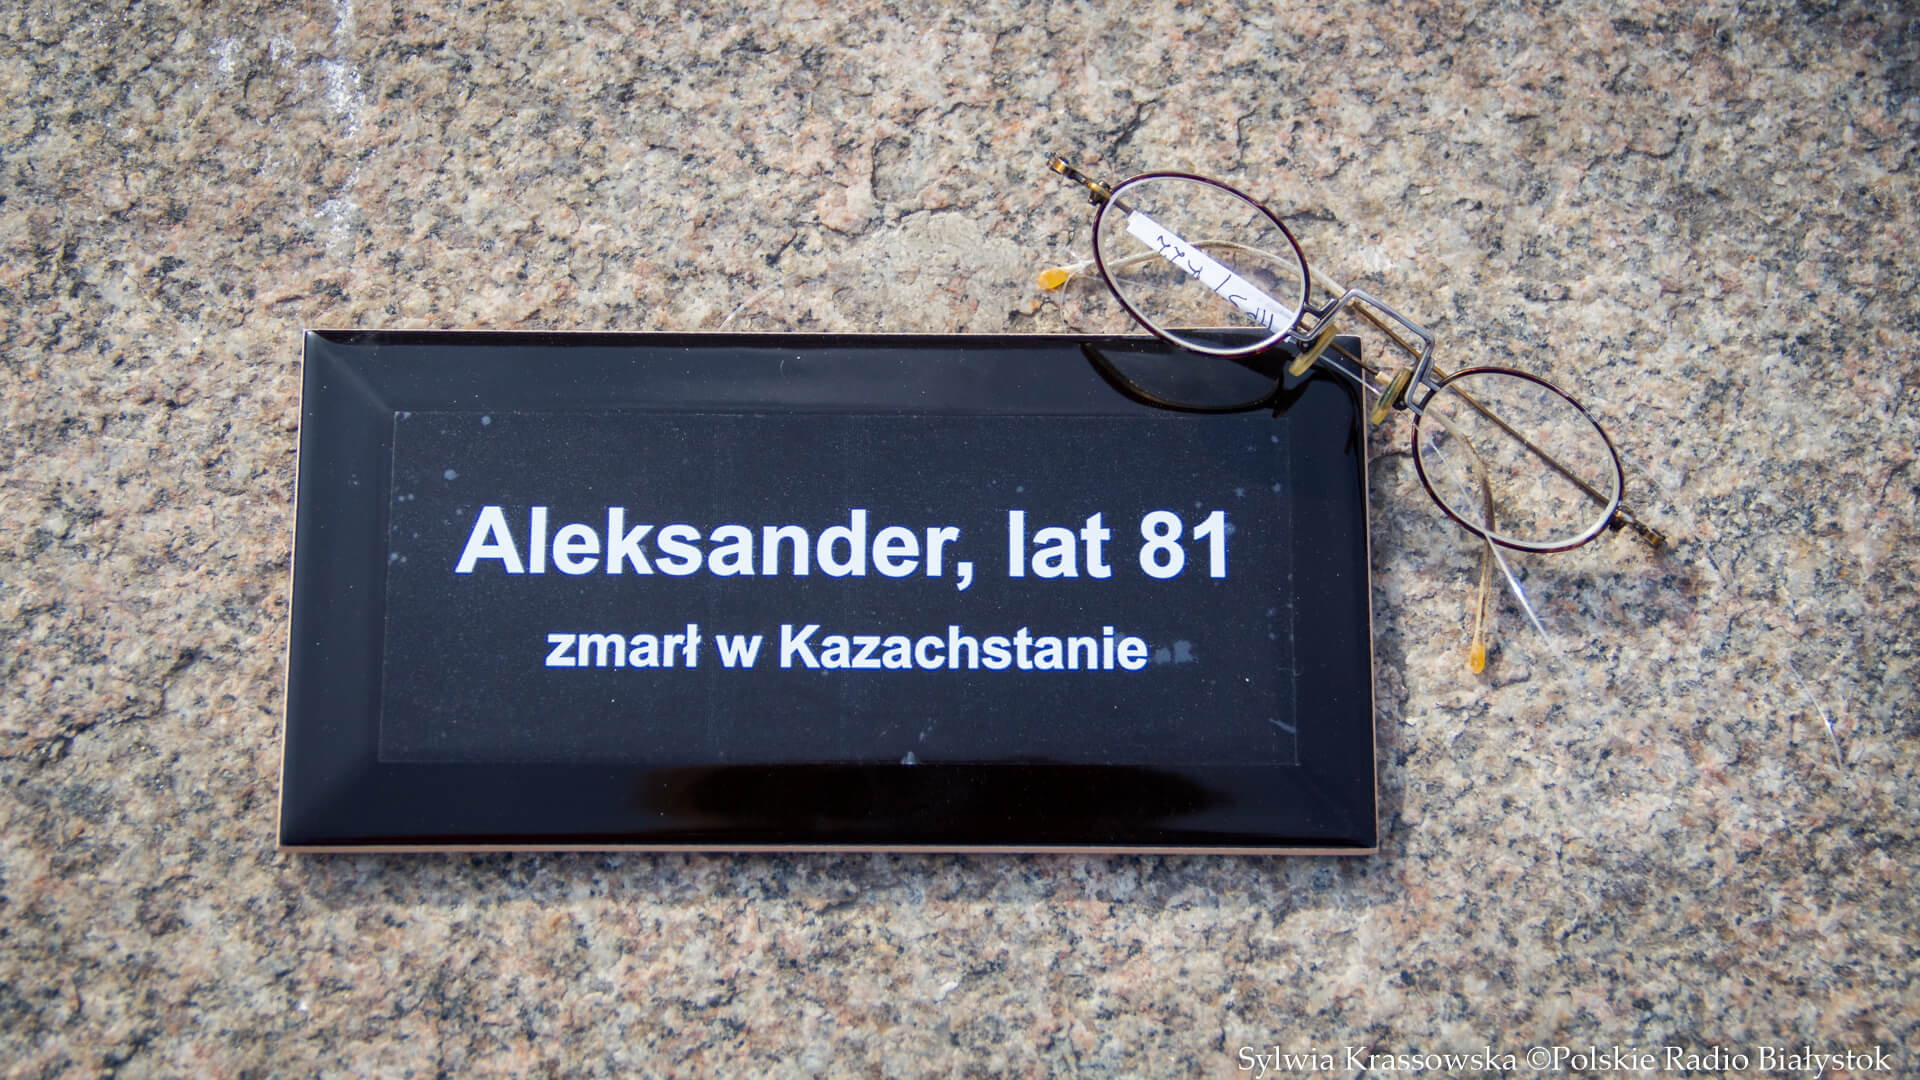 Aleksander, lat 81
zmarł w Kazachstanie
Sylwia Krassowska ©Polskie Radio Białystok